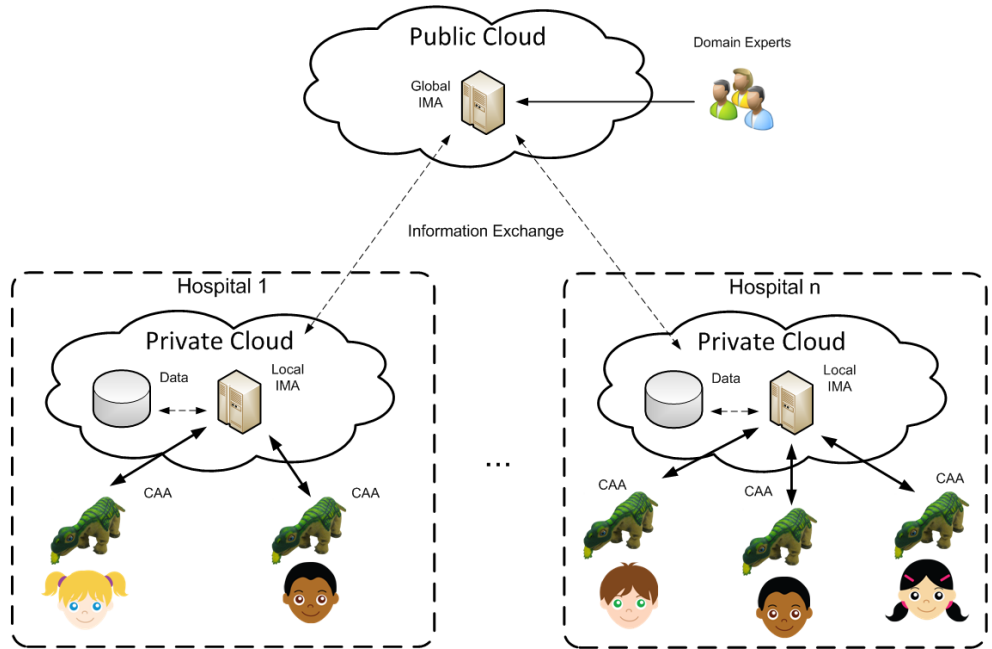 Public Cloud
Domain Experts
Global
IMA
Information Exchange
Hospital 1
Private Cloud
Data
Local
IMA
CAA
CAA
...
Hospital n
Private Cloud
Data
Local
IMA
CAA
CAA
CAA